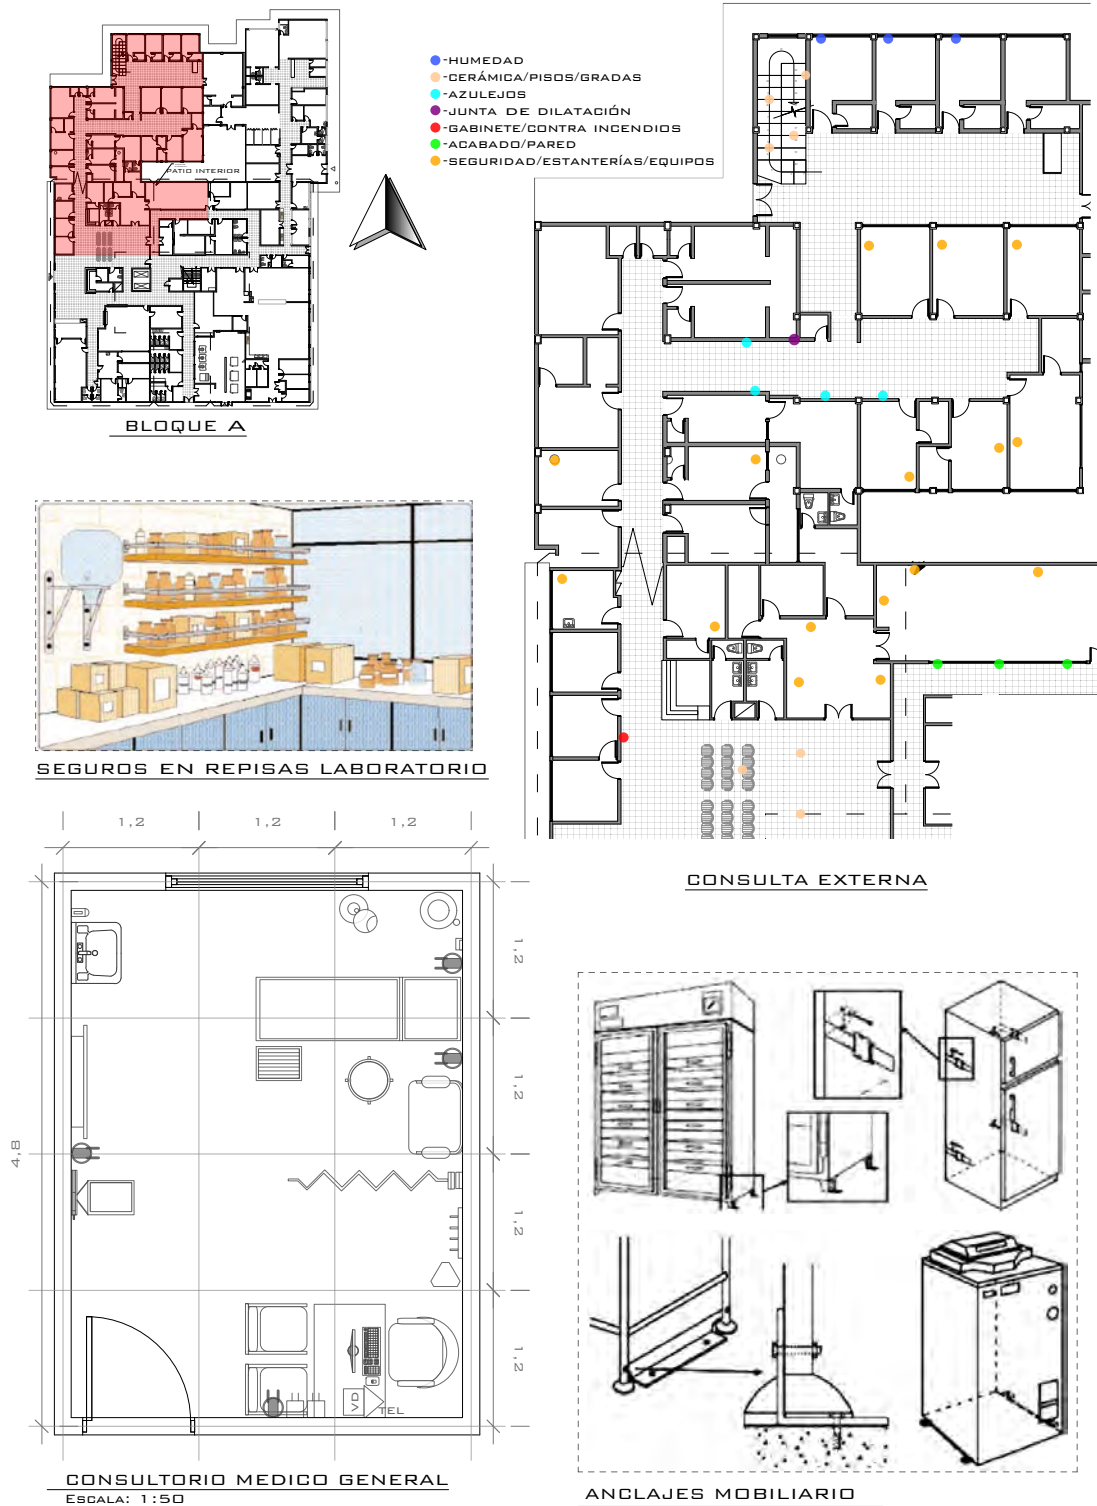 -HUMEDAD
-CERÁMICA/PISOS/GRADAS
-AZULEJOS
-JUNTA DE DILATACIÓN
-GABINETE/CONTRA INCENDIOS
-ACABADO/PARED
-SEGURIDAD/ESTANTERÍAS/EQUIPOS
PATIO INTERIOR
BLOQUE A
SEGUROS EN REPISAS LABORATORIO
CONSULTA EXTERNA
1,2 1,2 1,2
1,2
1,2
4,8
1,2
1,2
VD
TEL
CONSULTORIO MEDICO GENERAL
ESCALA: 1:50
ANCLAJES MOBILIARIO